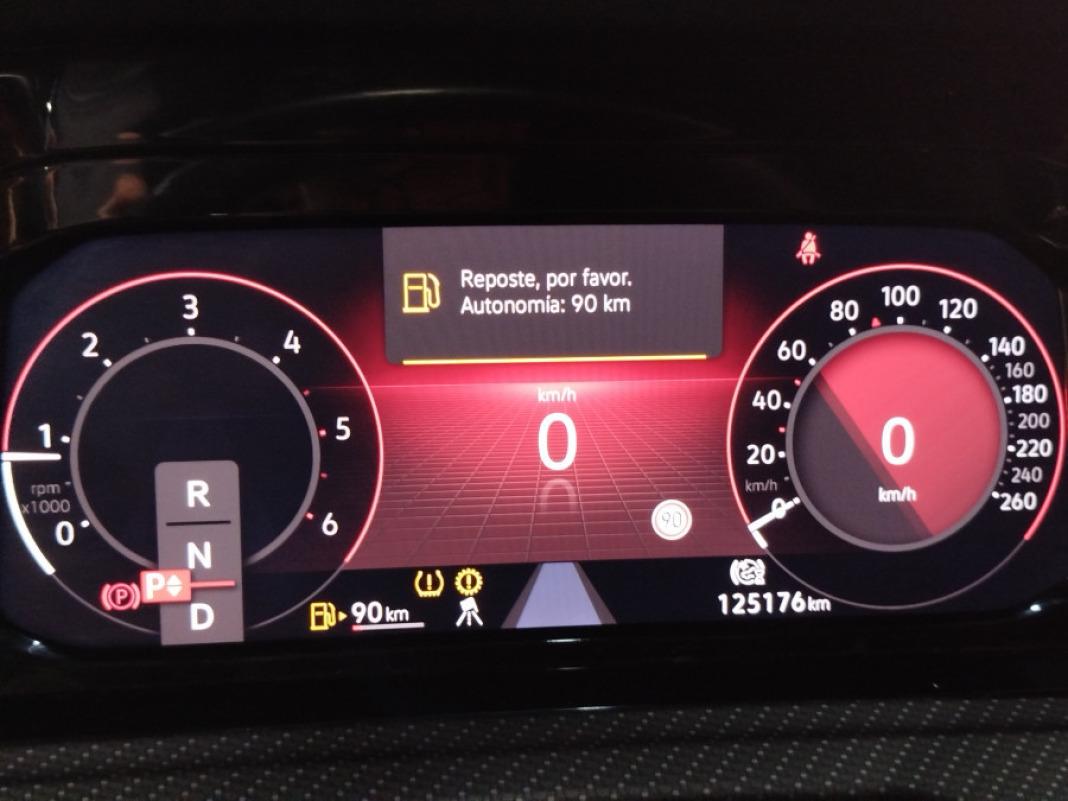 Reposte, por favor.
Autonomía: 90 km
3
2
4
1
5
rpm
x1000
0
6
R
N
P
D
(P)
90 km
km/h
0
90
80
100
120
60
140
160
40
180
200
20
220
240
km/h
0
260
0
km/h
125176 km